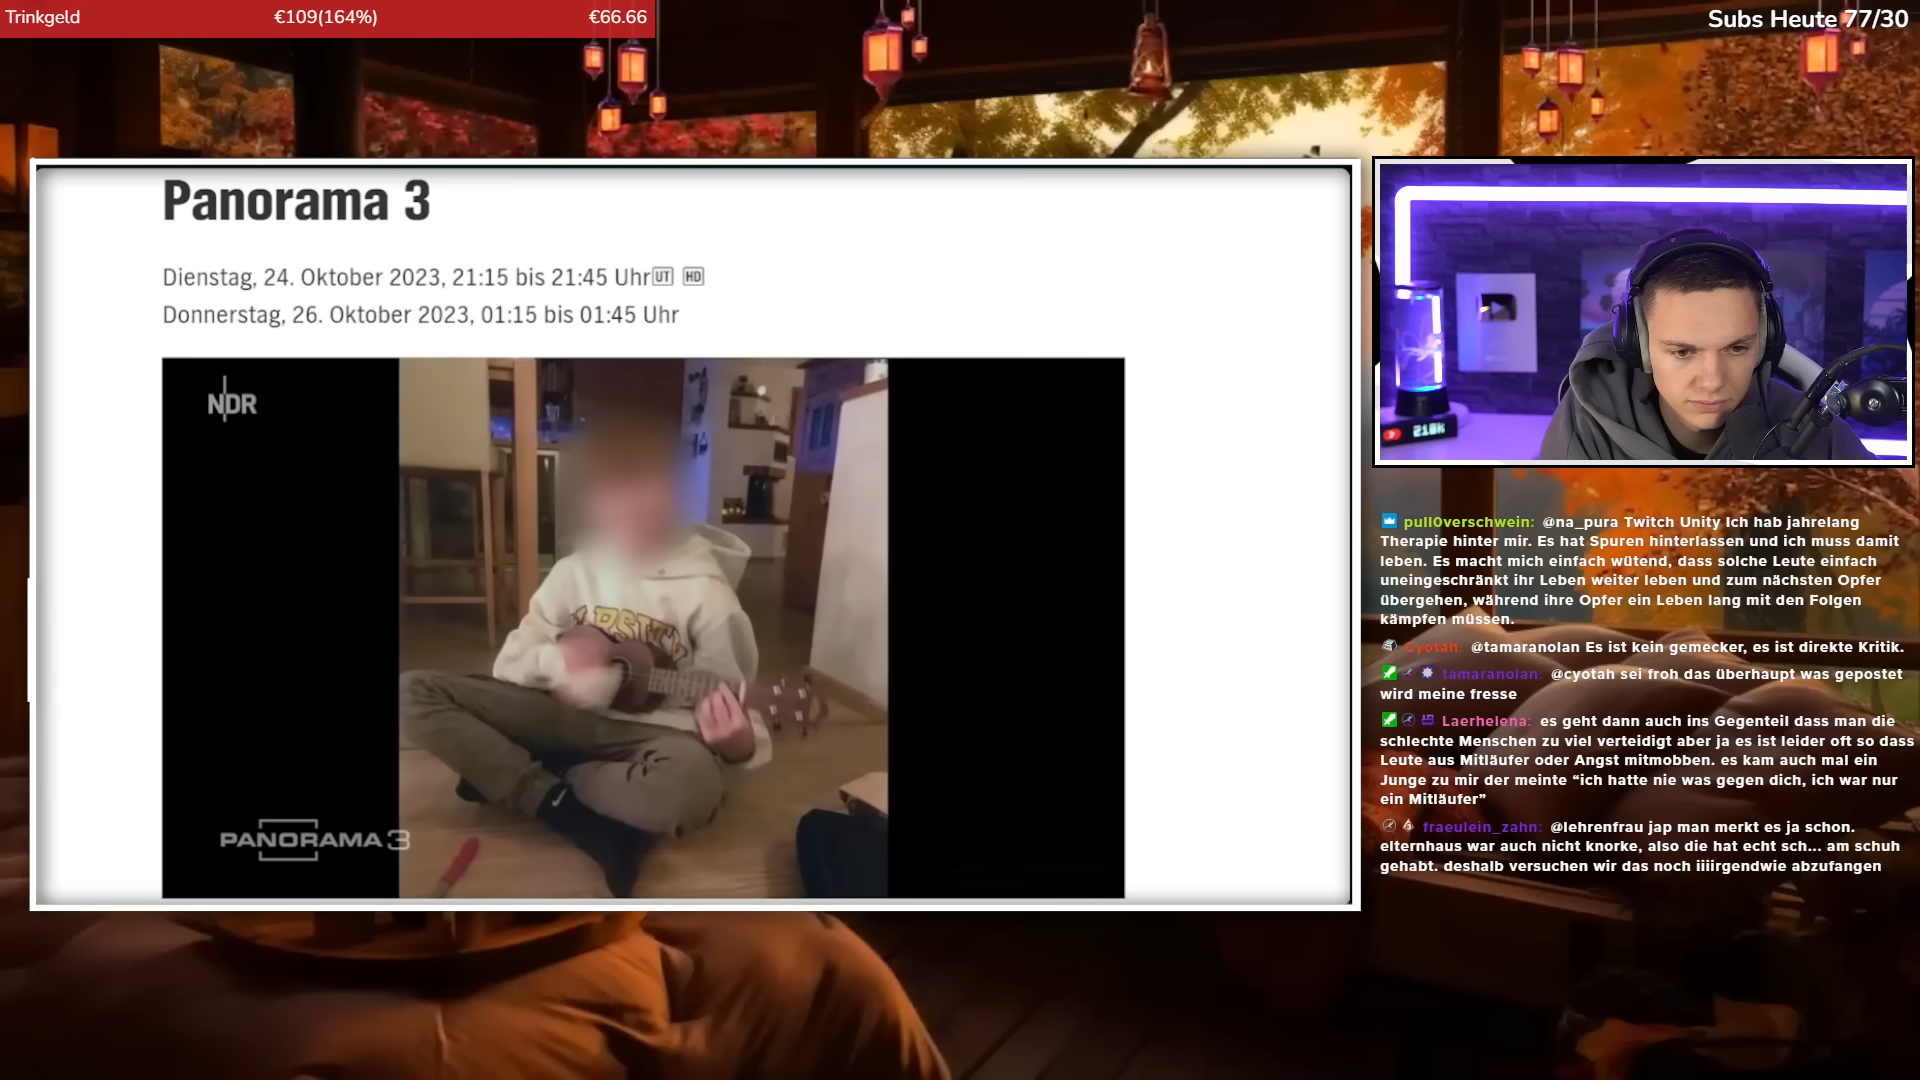 Trinkgeld €109(164%) €66.66
Subs Heute 77/30
Panorama 3
Dienstag, 24. Oktober 2023, 21:15 bis 21:45 Uhr UT HD
Donnerstag, 26. Oktober 2023, 01:15 bis 01:45 Uhr
NDR
PANORAMA 3
218K
pull0verschwein: @na_pura Twitch Unity Ich hab jahrelang
Therapie hinter mir. Es hat Spuren hinterlassen und ich muss damit
leben. Es macht mich einfach wütend, dass solche Leute einfach
uneingeschränkt ihr Leben weiter leben und zum nächsten Opfer
übergehen, während ihre Opfer ein Leben lang mit den Folgen
kämpfen müssen.
Cyotah: @tamaranolan Es ist kein gemecker, es ist direkte Kritik.
tamaranolan: @cyotah sei froh das überhaupt was gepostet
wird meine fresse
Laerhelena: es geht dann auch ins Gegenteil dass man die
schlechte Menschen zu viel verteidigt aber ja es ist leider oft so dass
Leute aus Mitläufer oder Angst mitmobben. es kam auch mal ein
Junge zu mir der meinte “ich hatte nie was gegen dich, ich war nur
ein Mitläufer”
fraeulein_zahn: @lehrenfrau jap man merkt es ja schon.
elternhaus war auch nicht knorke, also die hat echt sch... am schuh
gehabt. deshalb versuchen wir das noch iiiirgendwie abzufangen